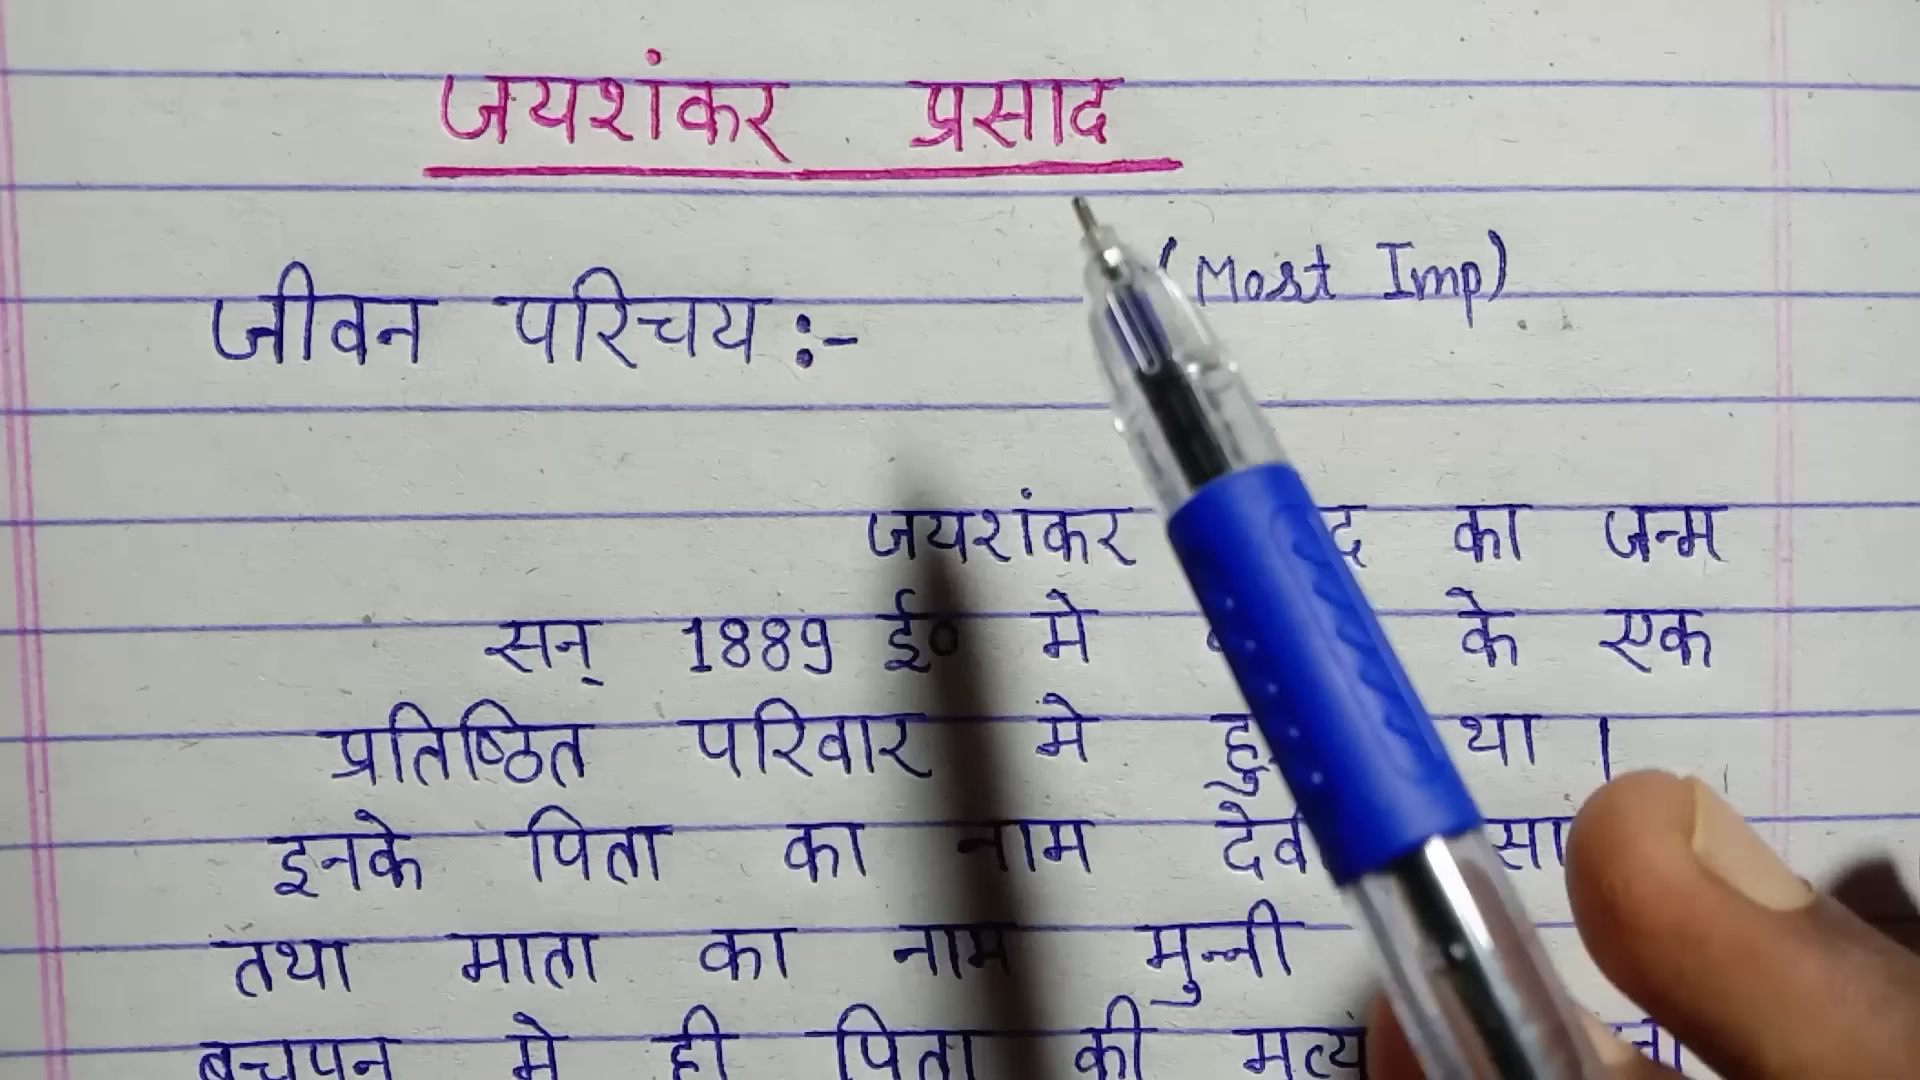 जयशंकर प्रसाद
(Most Imp)
जीवन परिचय :-
जयशंकर का जन्म
सन् 1889 ई० मे के एक
प्रतिष्ठित परिवार मे था ।
इनके पिता का नाम
तथा माता का नाम मुन्नी
बचपन मे ही पिता की